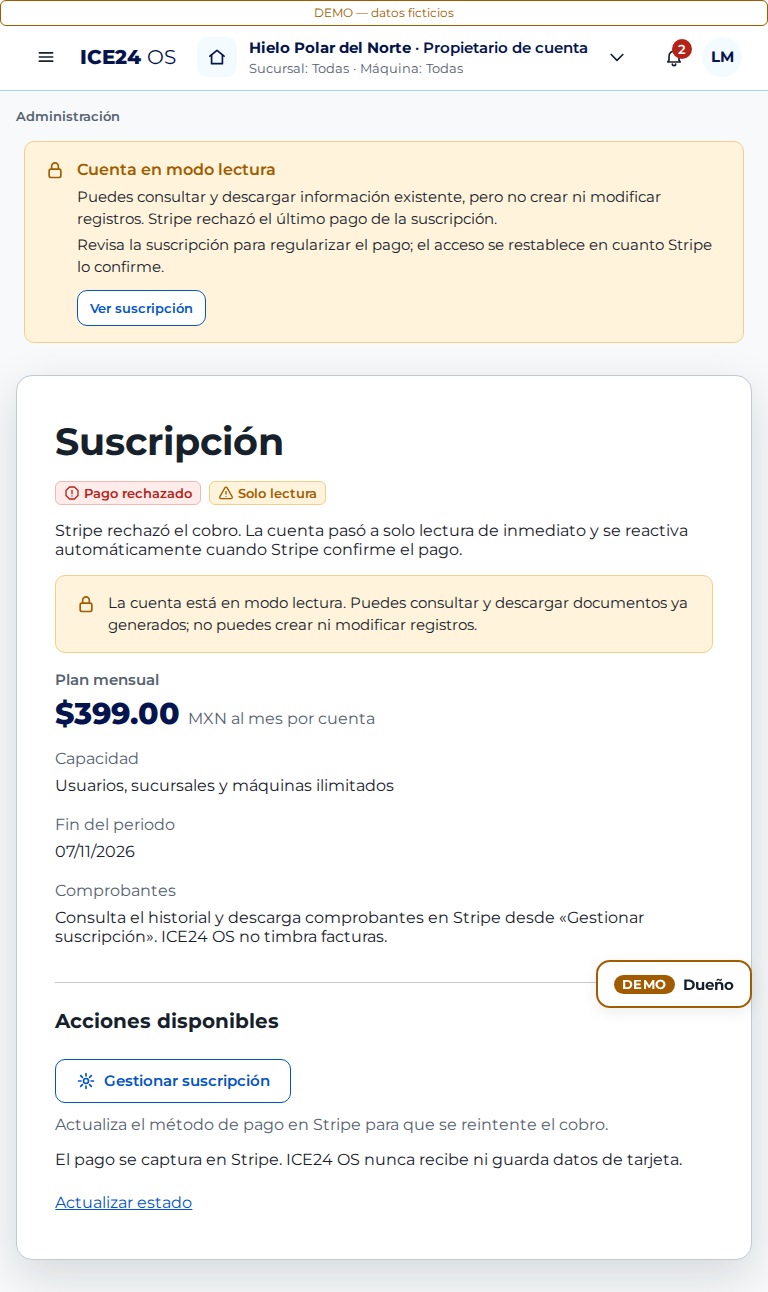 DEMO — datos ficticios
ICE24 OS
Hielo Polar del Norte · Propietario de cuenta
Sucursal: Todas · Máquina: Todas
2
LM
Administración
Cuenta en modo lectura
Puedes consultar y descargar información existente, pero no crear ni modificar
registros. Stripe rechazó el último pago de la suscripción.
Revisa la suscripción para regularizar el pago; el acceso se restablece en cuanto Stripe
lo confirme.
Ver suscripción
Suscripción
Pago rechazado
Solo lectura
Stripe rechazó el cobro. La cuenta pasó a solo lectura de inmediato y se reactiva
automáticamente cuando Stripe confirme el pago.
La cuenta está en modo lectura. Puedes consultar y descargar documentos ya
generados; no puedes crear ni modificar registros.
Plan mensual
$399.00 MXN al mes por cuenta
Capacidad
Usuarios, sucursales y máquinas ilimitados
Fin del periodo
07/11/2026
Comprobantes
Consulta el historial y descarga comprobantes en Stripe desde «Gestionar
suscripción». ICE24 OS no timbra facturas.
DEMO Dueño
Acciones disponibles
Gestionar suscripción
Actualiza el método de pago en Stripe para que se reintente el cobro.
El pago se captura en Stripe. ICE24 OS nunca recibe ni guarda datos de tarjeta.
Actualizar estado